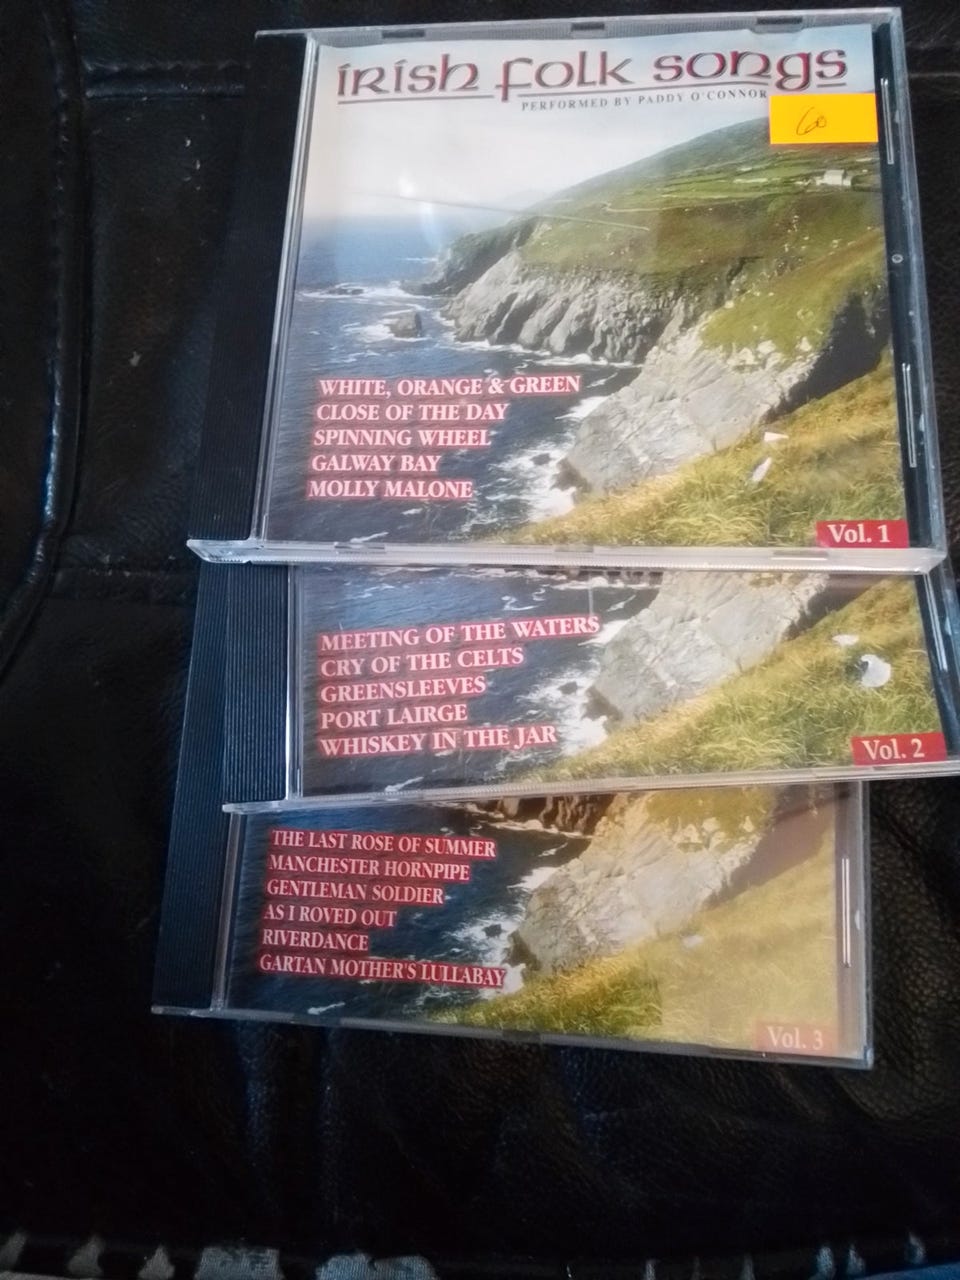 irish folk songs
PERFORMED BY PADDY O'CONNOR
60
WHITE, ORANGE & GREEN
CLOSE OF THE DAY
SPINNING WHEEL
GALWAY BAY
MOLLY MALONE
Vol. 1
MEETING OF THE WATERS
CRY OF THE CELTS
GREENSLEEVES
PORT LAIRGE
WHISKEY IN THE JAR
Vol. 2
THE LAST ROSE OF SUMMER
MANCHESTER HORNPIPE
GENTLEMAN SOLDIER
AS I ROVED OUT
RIVERDANCE
GARTAN MOTHER'S LULLABAY
Vol. 3